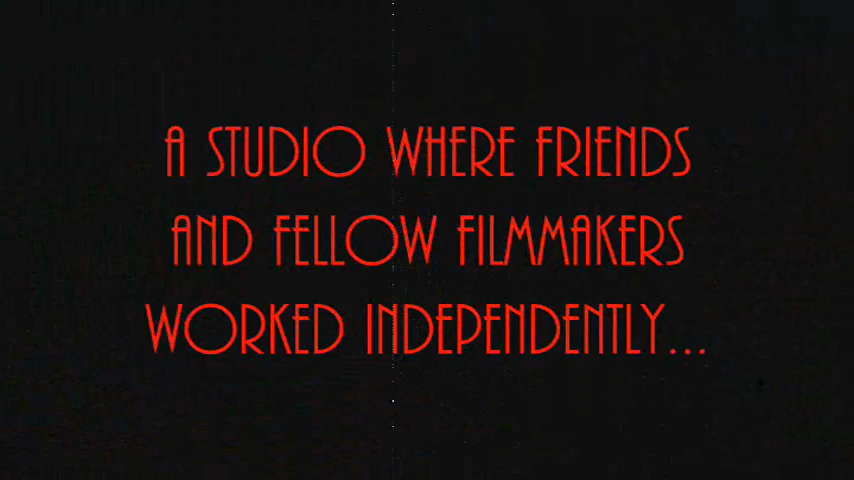 A STUDIO WHERE FRIENDS
AND FELLOW FILMMAKERS
WORKED INDEPENDENTLY...